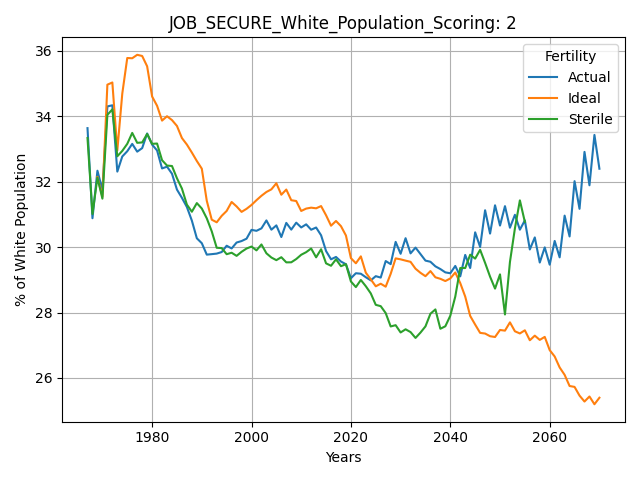 JOB_SECURE_White_Population_Scoring: 2
% of White Population
36
34
32
30
28
26
Fertility
Actual
Ideal
Sterile
1980
2000
2020
2040
2060
Years